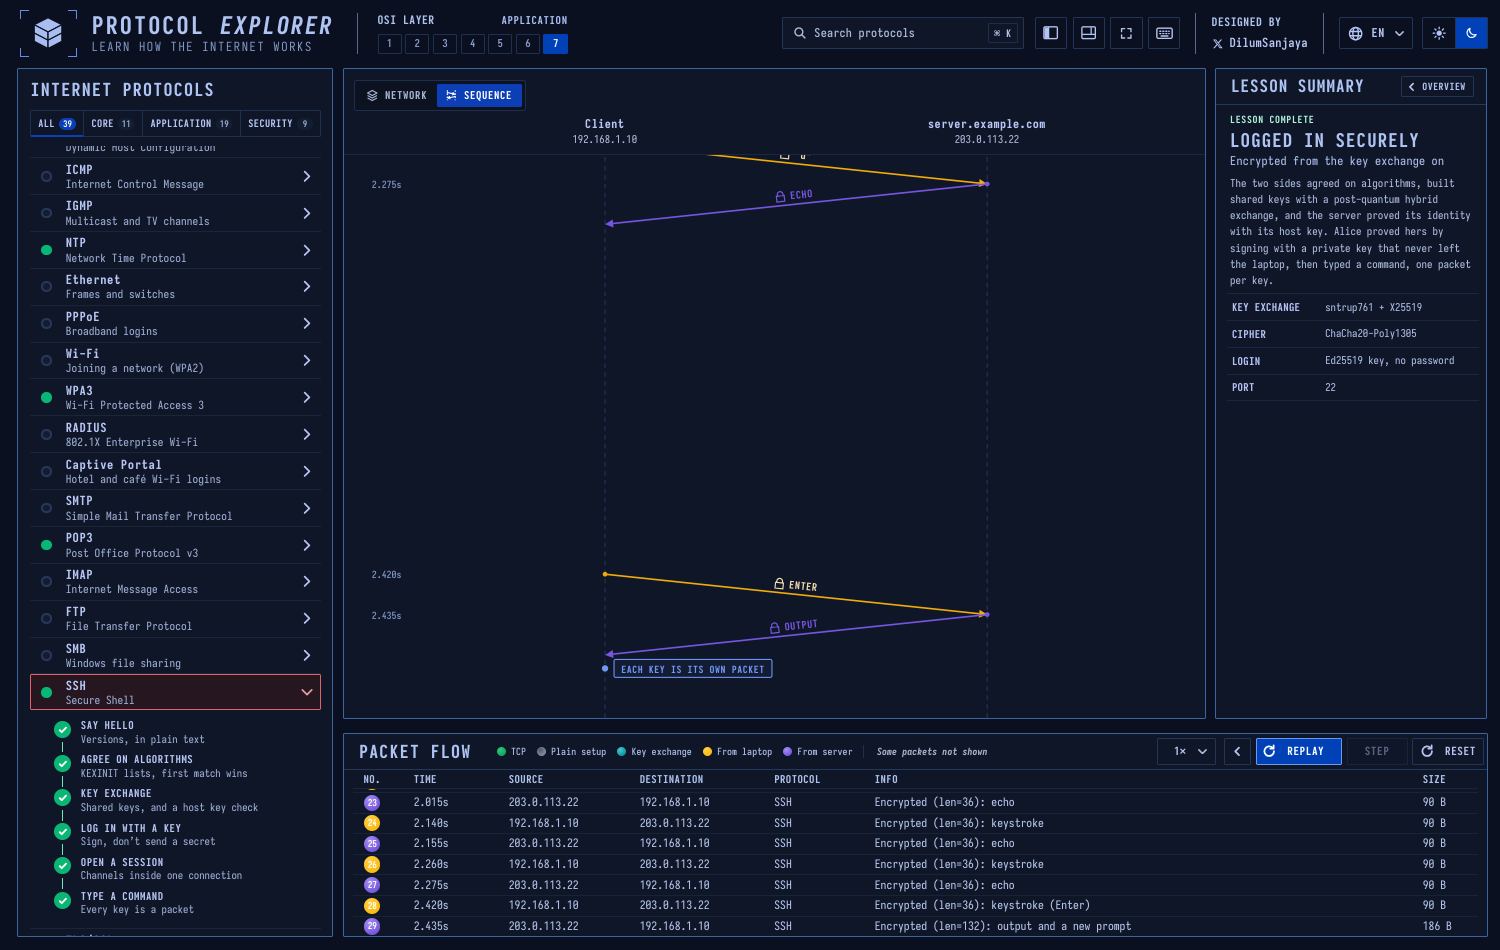 PROTOCOL EXPLORER
LEARN HOW THE INTERNET WORKS
OSI LAYER APPLICATION
1 2 3 4 5 6 7
Search protocols ⌘ K
DESIGNED BY
DilumSanjaya
EN
INTERNET PROTOCOLS
ALL 39 CORE 11 APPLICATION 19 SECURITY 9
Dynamic Host Configuration
ICMP
Internet Control Message
IGMP
Multicast and TV channels
NTP
Network Time Protocol
Ethernet
Frames and switches
PPPoE
Broadband logins
Wi-Fi
Joining a network (WPA2)
WPA3
Wi-Fi Protected Access 3
RADIUS
802.1X Enterprise Wi-Fi
Captive Portal
Hotel and café Wi-Fi logins
SMTP
Simple Mail Transfer Protocol
POP3
Post Office Protocol v3
IMAP
Internet Message Access
FTP
File Transfer Protocol
SMB
Windows file sharing
SSH
Secure Shell
SAY HELLO
Versions, in plain text
AGREE ON ALGORITHMS
KEXINIT lists, first match wins
KEY EXCHANGE
Shared keys, and a host key check
LOG IN WITH A KEY
Sign, don’t send a secret
OPEN A SESSION
Channels inside one connection
TYPE A COMMAND
Every key is a packet
NETWORK SEQUENCE
Client server.example.com
192.168.1.10 203.0.113.22
2.275s
ECHO
2.420s
ENTER
2.435s
OUTPUT
EACH KEY IS ITS OWN PACKET
LESSON SUMMARY OVERVIEW
LESSON COMPLETE
LOGGED IN SECURELY
Encrypted from the key exchange on
The two sides agreed on algorithms, built
shared keys with a post-quantum hybrid
exchange, and the server proved its identity
with its host key. Alice proved hers by
signing with a private key that never left
the laptop, then typed a command, one packet
per key.
KEY EXCHANGE sntrup761 + X25519
CIPHER ChaCha20-Poly1305
LOGIN Ed25519 key, no password
PORT 22
PACKET FLOW TCP Plain setup Key exchange From laptop From server Some packets not shown 1× REPLAY STEP RESET
NO. TIME SOURCE DESTINATION PROTOCOL INFO SIZE
23 2.015s 203.0.113.22 192.168.1.10 SSH Encrypted (len=36): echo 90 B
24 2.140s 192.168.1.10 203.0.113.22 SSH Encrypted (len=36): keystroke 90 B
25 2.155s 203.0.113.22 192.168.1.10 SSH Encrypted (len=36): echo 90 B
26 2.260s 192.168.1.10 203.0.113.22 SSH Encrypted (len=36): keystroke 90 B
27 2.275s 203.0.113.22 192.168.1.10 SSH Encrypted (len=36): echo 90 B
28 2.420s 192.168.1.10 203.0.113.22 SSH Encrypted (len=36): keystroke (Enter) 90 B
29 2.435s 203.0.113.22 192.168.1.10 SSH Encrypted (len=132): output and a new prompt 186 B